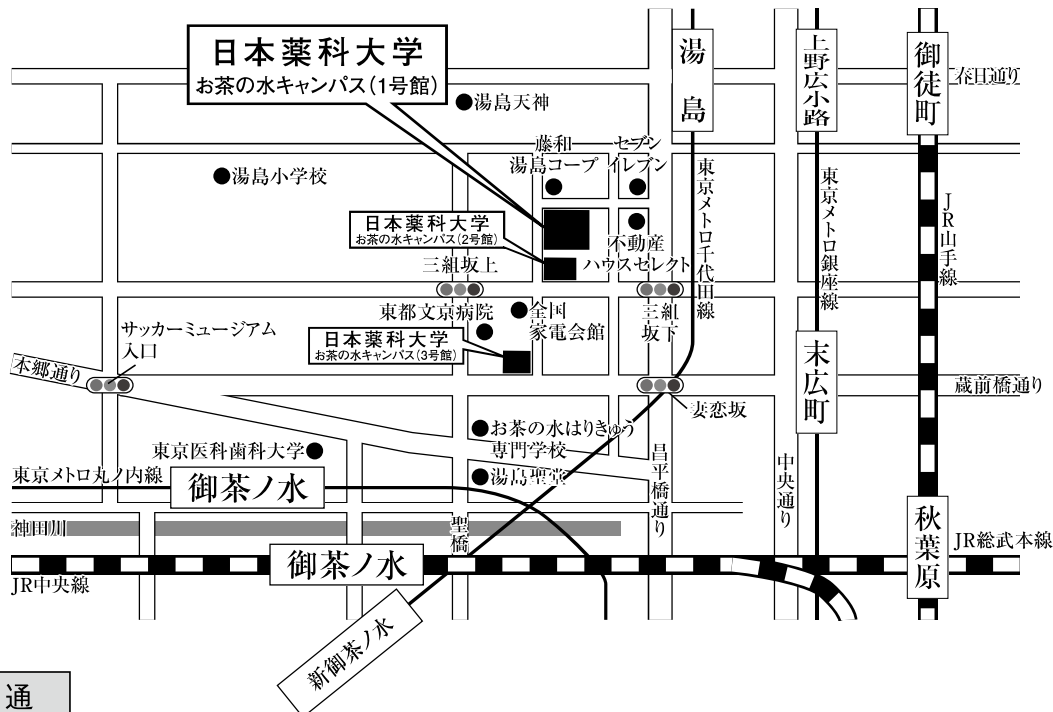 日本薬科大学
お茶の水キャンパス(1号館)
湯島
上野広小路
御徒町
春日通り
湯島天神
藤和
湯島コープ
セブン
イレブン
湯島小学校
東京メトロ千代田線
東京メトロ銀座線
JR山手線
日本薬科大学
お茶の水キャンパス(2号館)
不動産
ハウスセレクト
三組坂上
東都文京病院
全国
家電会館
三組
坂下
サッカーミュージアム
入口
日本薬科大学
お茶の水キャンパス(3号館)
末広町
本郷通り
蔵前橋通り
妻恋坂
お茶の水はりきゅう
専門学校
東京医科歯科大学
湯島聖堂
昌平橋通り
中央通り
東京メトロ丸ノ内線
御茶ノ水
秋葉原
神田川
聖橋
JR総武本線
御茶ノ水
JR中央線
新御茶ノ水
通